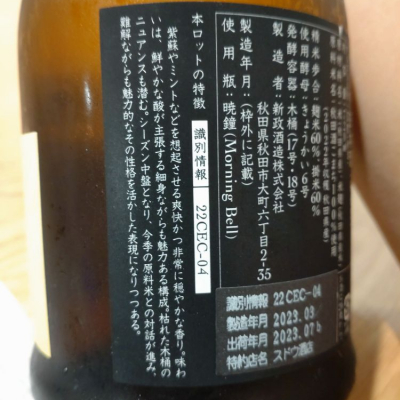 精米歩合：麹60%、掛米60%
使用酵母：きょうかい6号
発酵容器：木桶(17号・18号)
製造者：新政酒造株式会社
秋田県秋田市大町六丁目2-35
製造年月：(枠外に記載)
使用瓶：暁鐘(Morning Bell)
識別情報 22CEC-04
本ロットの特徴
紫蘇やミントなどを想起させる爽快かつ非常に穏やかな香り。味わ
いは、鮮やかな酸が主張する細身ながらも魅力ある構成。枯れた木桶の
ニュアンスも潜む。シーズン中盤となり、今季の原料米との対話が進み、
難解ながらも魅力的なその性格を活かした表現になりつつある。
識別情報 22CEC-04
製造年月 2023.03
出荷年月 2023.07b
特約店名 スドウ酒店